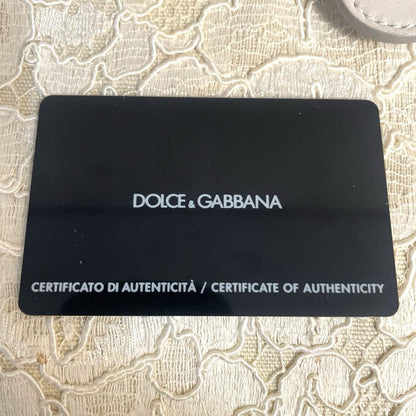 DOLCE & GABBANA
CERTIFICATO DI AUTENTICITÀ / CERTIFICATE OF AUTHENTICITY